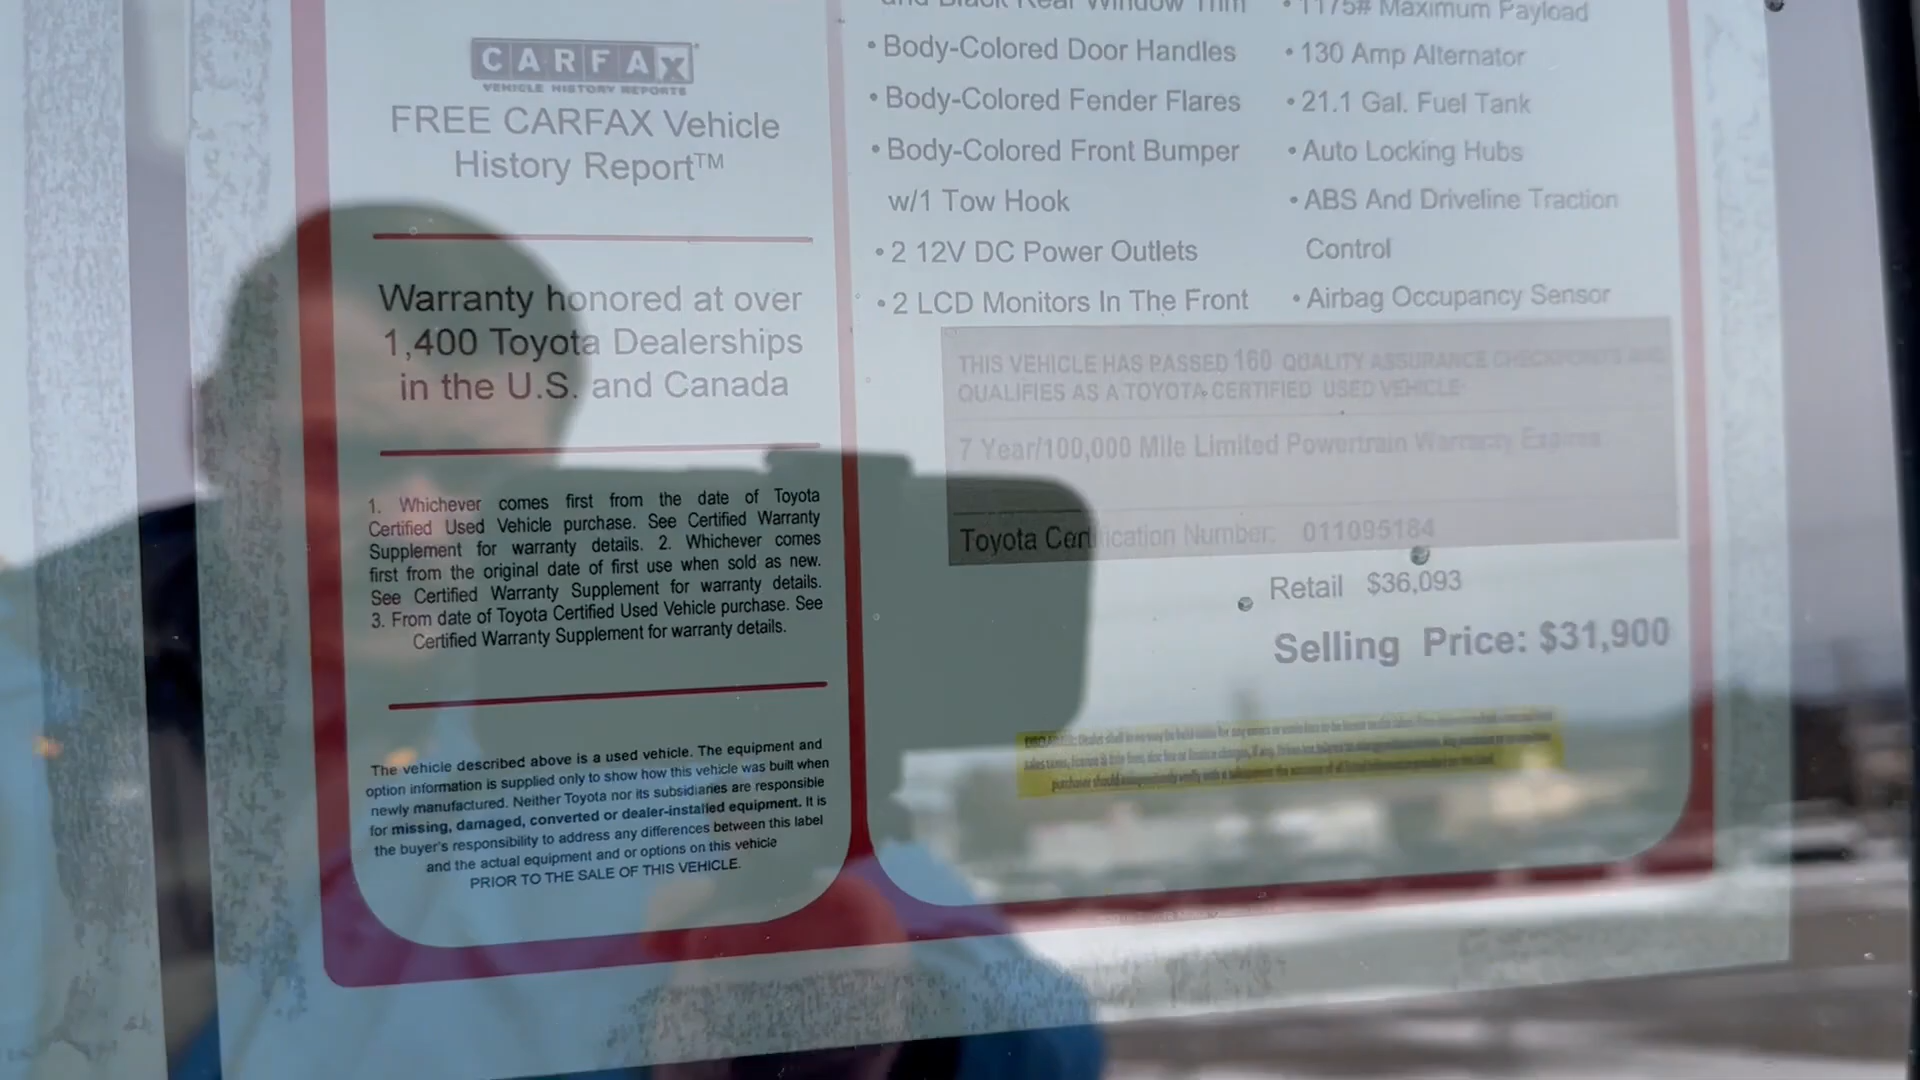 CARFAX
VEHICLE HISTORY REPORTS
FREE CARFAX Vehicle
History Report™
Warranty honored at over
1,400 Toyota Dealerships
in the U.S. and Canada
1. Whichever comes first from the date of Toyota
Certified Used Vehicle purchase. See Certified Warranty
Supplement for warranty details. 2. Whichever comes
first from the original date of first use when sold as new.
See Certified Warranty Supplement for warranty details.
3. From date of Toyota Certified Used Vehicle purchase. See
Certified Warranty Supplement for warranty details.
The vehicle described above is a used vehicle. The equipment and
option information is supplied only to show how this vehicle was built when
newly manufactured. Neither Toyota nor its subsidiaries are responsible
for missing, damaged, converted or dealer-installed equipment. It is
the buyer's responsibility to address any differences between this label
and the actual equipment and or options on this vehicle
PRIOR TO THE SALE OF THIS VEHICLE.
and Black Rear Window Trim
• Body-Colored Door Handles
• Body-Colored Fender Flares
• Body-Colored Front Bumper
w/1 Tow Hook
• 2 12V DC Power Outlets
• 2 LCD Monitors In The Front
• 1175# Maximum Payload
• 130 Amp Alternator
• 21.1 Gal. Fuel Tank
• Auto Locking Hubs
• ABS And Driveline Traction
Control
• Airbag Occupancy Sensor
THIS VEHICLE HAS PASSED 160 QUALITY ASSURANCE CHECKPOINTS AND
QUALIFIES AS A TOYOTA CERTIFIED USED VEHICLE
7 Year/100,000 Mile Limited Powertrain Warranty Expires
Toyota Certification Number: 011095184
Retail $36,093
Selling Price: $31,900